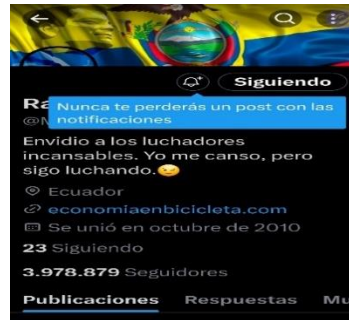 Siguiendo
Ra
Nunca te perderás un post con las
notificaciones
@M
Envidio a los luchadores
incansables. Yo me canso, pero
sigo luchando.😉
Ecuador
economiaenbicicleta.com
Se unió en octubre de 2010
23 Siguiendo
3.978.879 Seguidores
Publicaciones Respuestas Mu